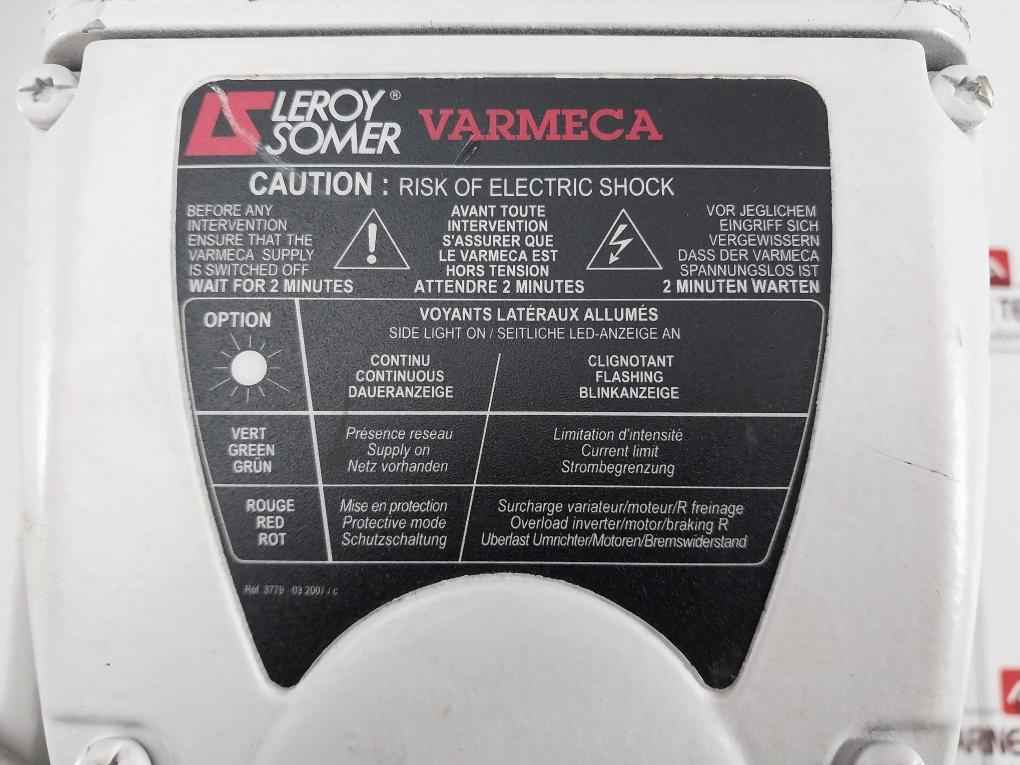 LEROY®
SOMER
VARMECA
CAUTION : RISK OF ELECTRIC SHOCK
BEFORE ANY
INTERVENTION
ENSURE THAT THE
VARMECA SUPPLY
IS SWITCHED OFF
WAIT FOR 2 MINUTES
AVANT TOUTE
INTERVENTION
S'ASSURER QUE
LE VARMECA EST
HORS TENSION
ATTENDRE 2 MINUTES
VOR JEGLICHEM
EINGRIFF SICH
VERGEWISSERN
DASS DER VARMECA
SPANNUNGSLOS IST
2 MINUTEN WARTEN
OPTION
VOYANTS LATÉRAUX ALLUMÉS
SIDE LIGHT ON / SEITLICHE LED-ANZEIGE AN
CONTINU
CONTINUOUS
DAUERANZEIGE
CLIGNOTANT
FLASHING
BLINKANZEIGE
VERT
GREEN
GRÜN
Présence reseau
Supply on
Netz vorhanden
Limitation d'intensité
Current limit
Strombegrenzung
ROUGE
RED
ROT
Mise en protection
Protective mode
Schutzschaltung
Surcharge variateur/moteur/R freinage
Overload inverter/motor/braking R
Uberlast Umrichter/Motoren/Bremswiderstand
Ref 3779 03 2001 / c